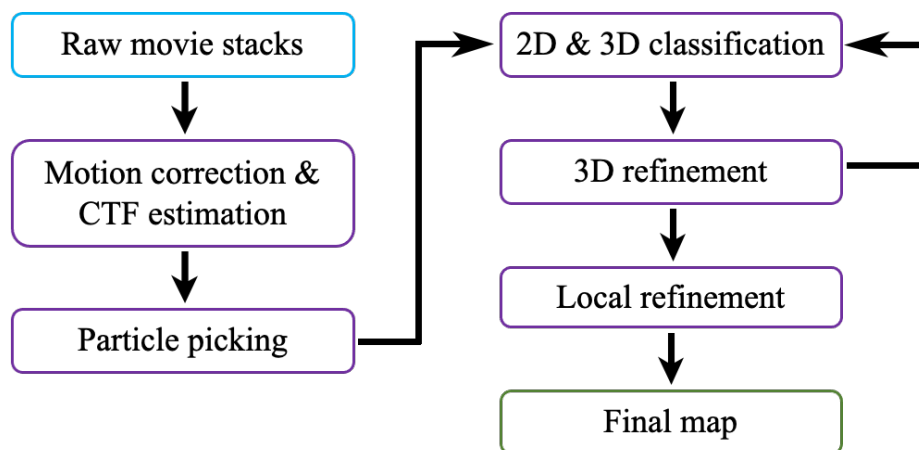 Raw movie stacks
Motion correction &
CTF estimation
Particle picking
2D & 3D classification
3D refinement
Local refinement
Final map